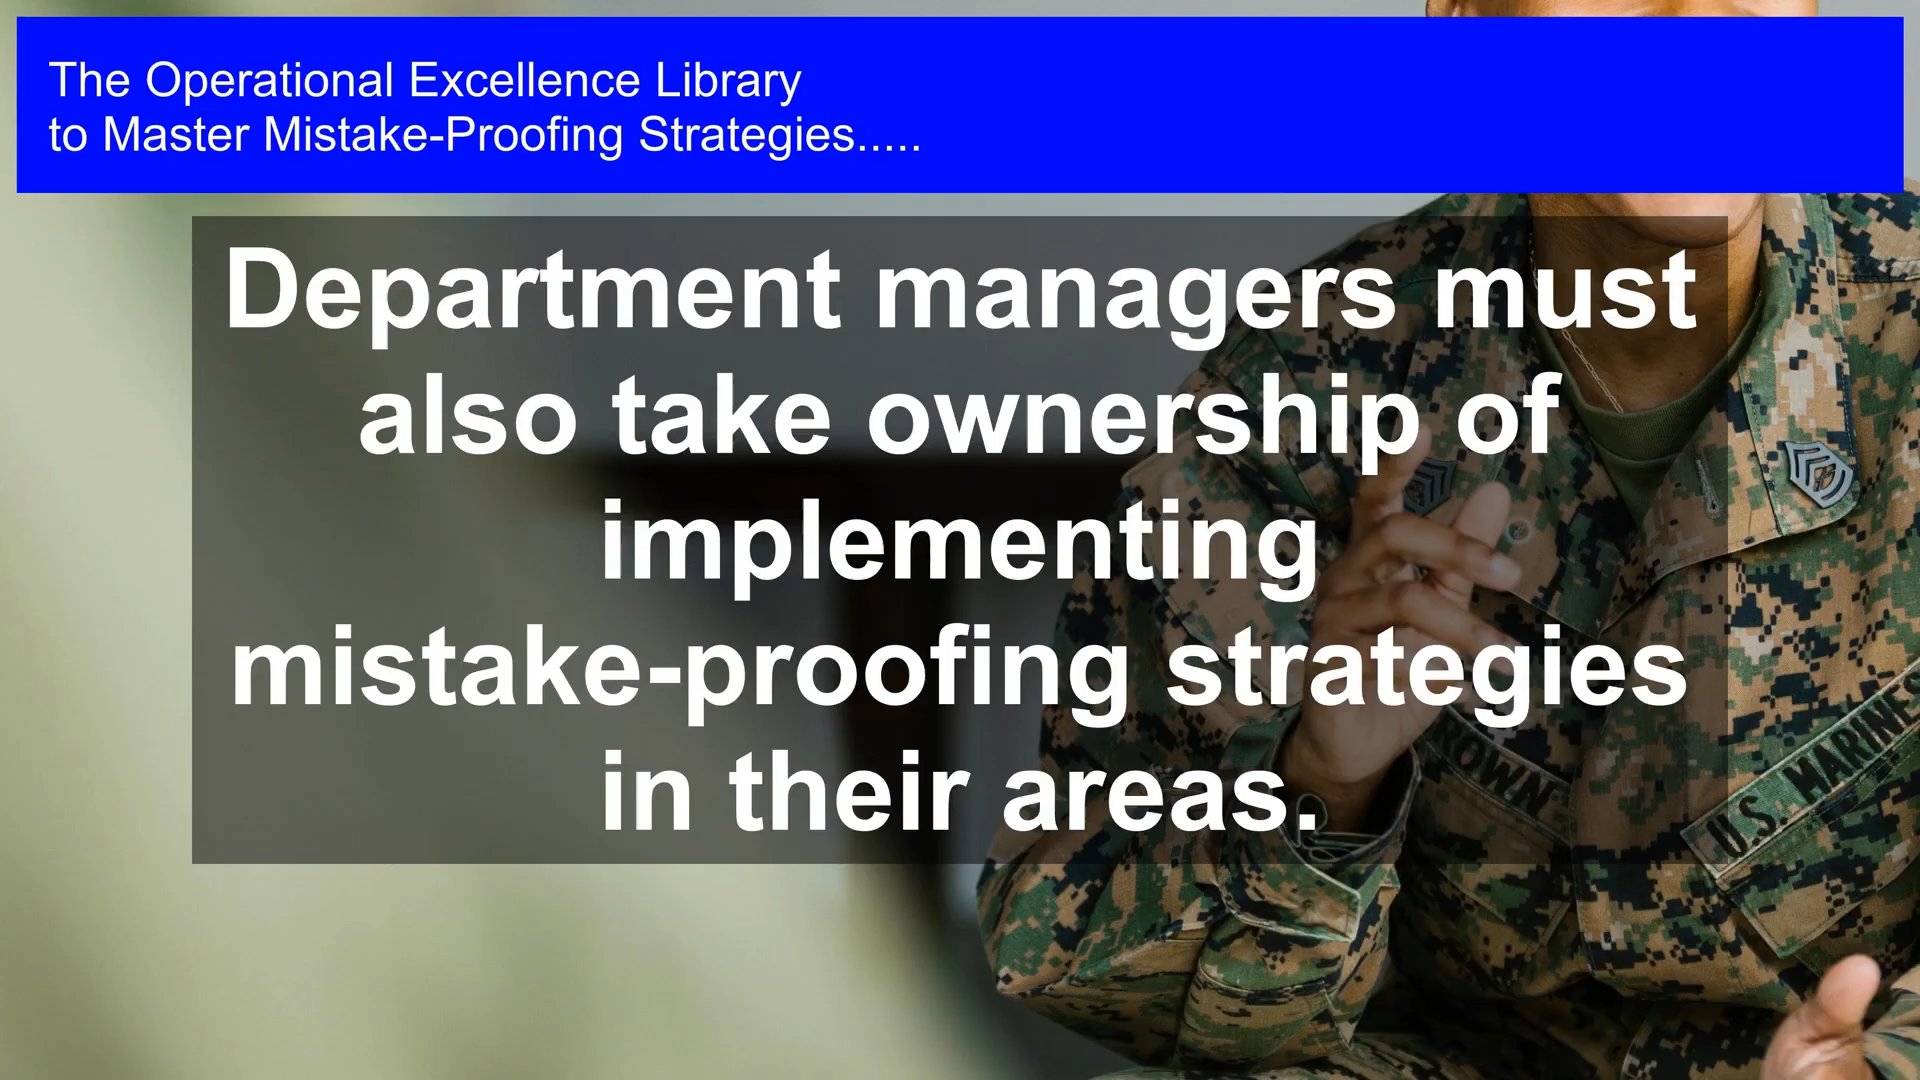 The Operational Excellence Library
to Master Mistake-Proofing Strategies.....
Department managers must
also take ownership of
implementing
mistake-proofing strategies
in their areas.
ROWN
U.S. MARINES